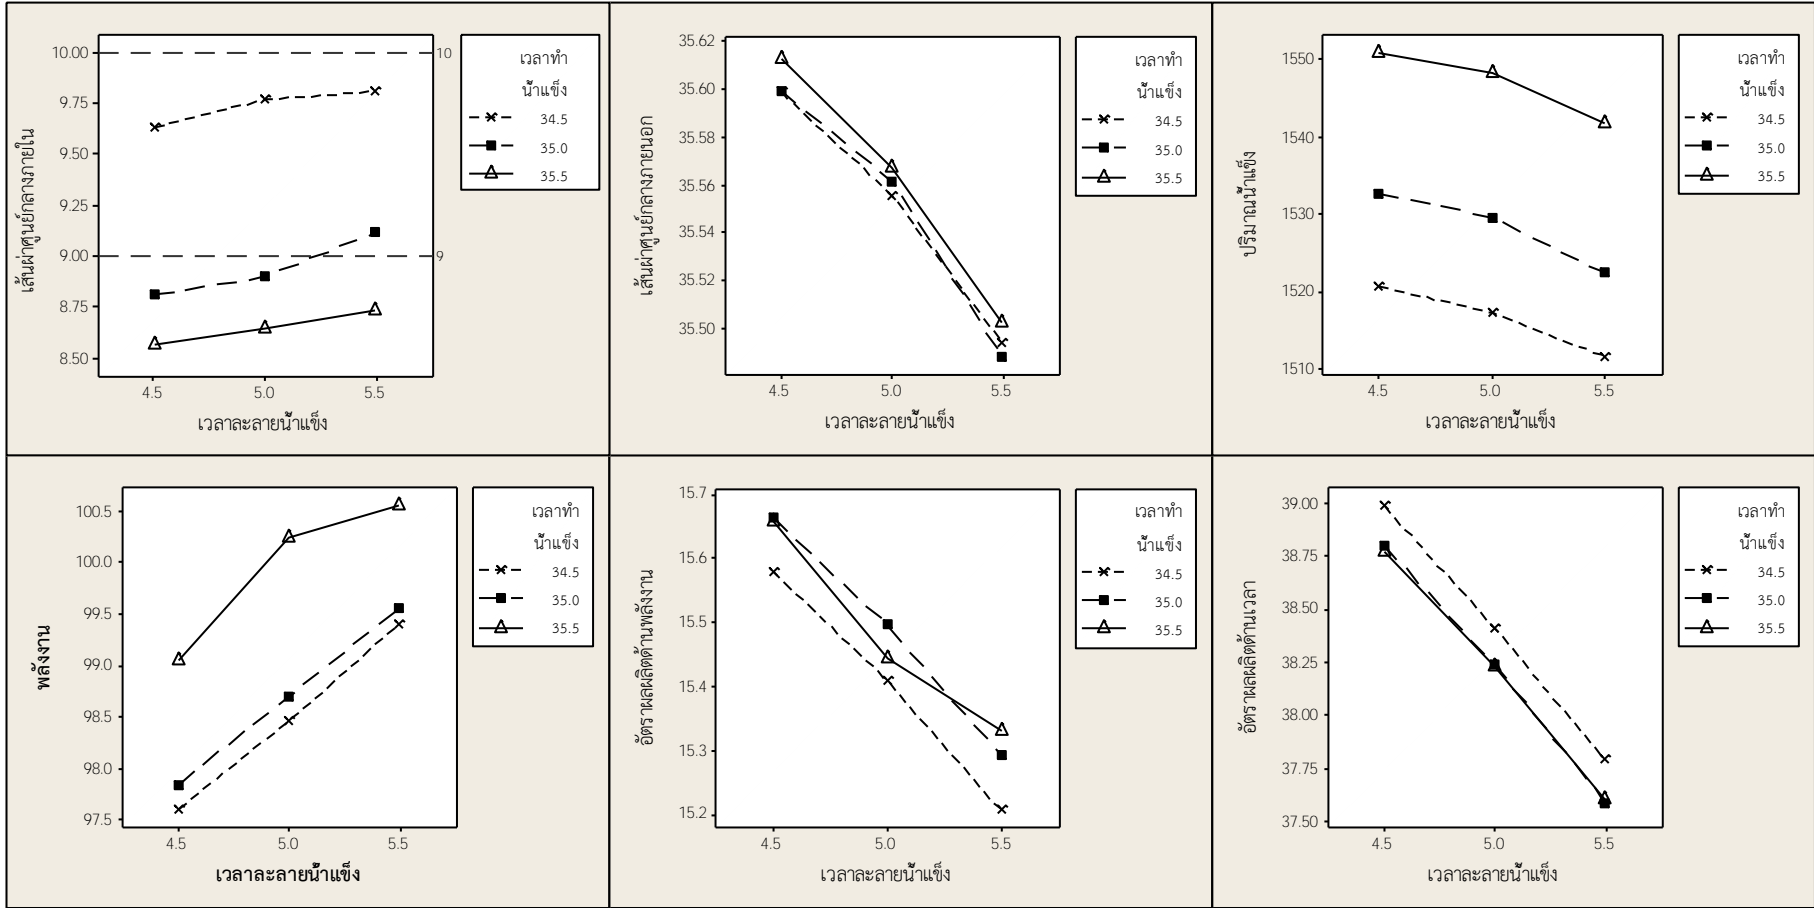 เส้นผ่าศูนย์กลางภายใน
10.00
9.75
9.50
9.25
9.00
8.75
8.50
10
9
4.5 5.0 5.5
เวลาละลายน้ำแข็ง
เวลาทำ
น้ำแข็ง
34.5
35.0
35.5
เส้นผ่าศูนย์กลางภายนอก
35.62
35.60
35.58
35.56
35.54
35.52
35.50
4.5 5.0 5.5
เวลาละลายน้ำแข็ง
เวลาทำ
น้ำแข็ง
34.5
35.0
35.5
ปริมาณน้ำแข็ง
1550
1540
1530
1520
1510
4.5 5.0 5.5
เวลาละลายน้ำแข็ง
เวลาทำ
น้ำแข็ง
34.5
35.0
35.5
พลังงาน
100.5
100.0
99.5
99.0
98.5
98.0
97.5
4.5 5.0 5.5
เวลาละลายน้ำแข็ง
เวลาทำ
น้ำแข็ง
34.5
35.0
35.5
อัตราผลผลิตด้านพลังงาน
15.7
15.6
15.5
15.4
15.3
15.2
4.5 5.0 5.5
เวลาละลายน้ำแข็ง
เวลาทำ
น้ำแข็ง
34.5
35.0
35.5
อัตราผลผลิตด้านเวลา
39.00
38.75
38.50
38.25
38.00
37.75
37.50
4.5 5.0 5.5
เวลาละลายน้ำแข็ง
เวลาทำ
น้ำแข็ง
34.5
35.0
35.5